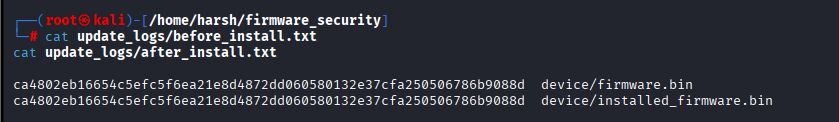 ┌──(root㉿kali)-[/home/harsh/firmware_security]
└─# cat update_logs/before_install.txt
cat update_logs/after_install.txt
ca4802eb16654c5efc5f6ea21e8d4872dd060580132e37cfa250506786b9088d  device/firmware.bin
ca4802eb16654c5efc5f6ea21e8d4872dd060580132e37cfa250506786b9088d  device/installed_firmware.bin